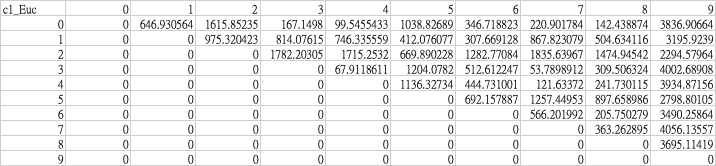 c1_Euc 0 1 2 3 4 5 6 7 8 9
0 0 646.930564 1615.85235 167.1498 99.5455433 1038.82689 346.718823 220.901784 142.438874 3836.90664
1 0 0 975.320423 814.07615 746.335559 412.076077 307.669128 867.823079 504.634116 3195.9239
2 0 0 0 1782.20305 1715.2532 669.890228 1282.77084 1835.63967 1474.94542 2294.57964
3 0 0 0 0 67.9118611 1204.0782 512.612247 53.7898912 309.506324 4002.68908
4 0 0 0 0 0 1136.32734 444.731001 121.63372 241.730115 3934.87156
5 0 0 0 0 0 0 692.157887 1257.44953 897.658986 2798.80105
6 0 0 0 0 0 0 0 566.201992 205.750279 3490.25864
7 0 0 0 0 0 0 0 0 363.262895 4056.13557
8 0 0 0 0 0 0 0 0 0 3695.11419
9 0 0 0 0 0 0 0 0 0 0